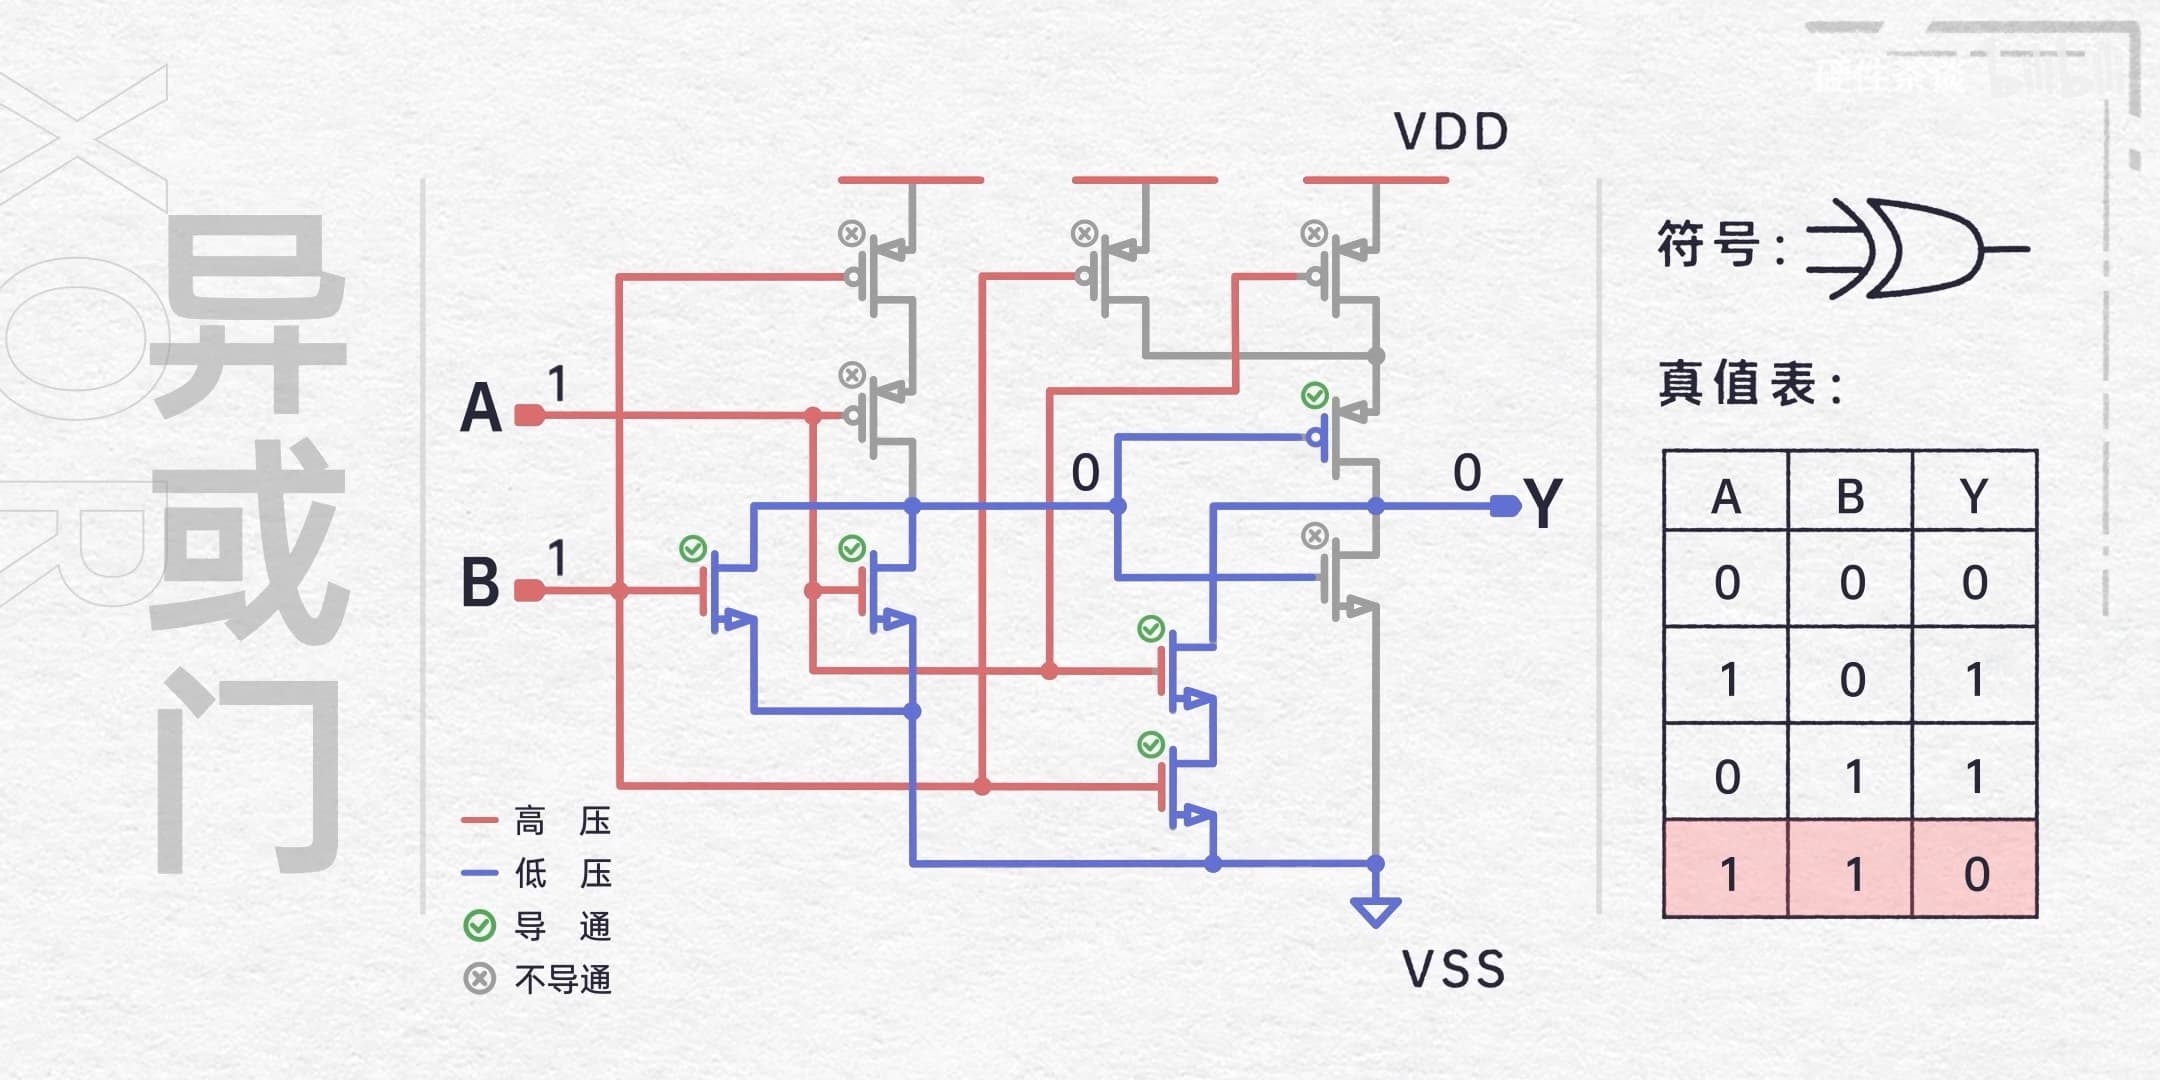 XOR
异或门
A
1
B
1
0
0
Y
VDD
VSS
高 压
低 压
导 通
不导通
符号:
真值表:
A B Y
0 0 0
1 0 1
0 1 1
1 1 0